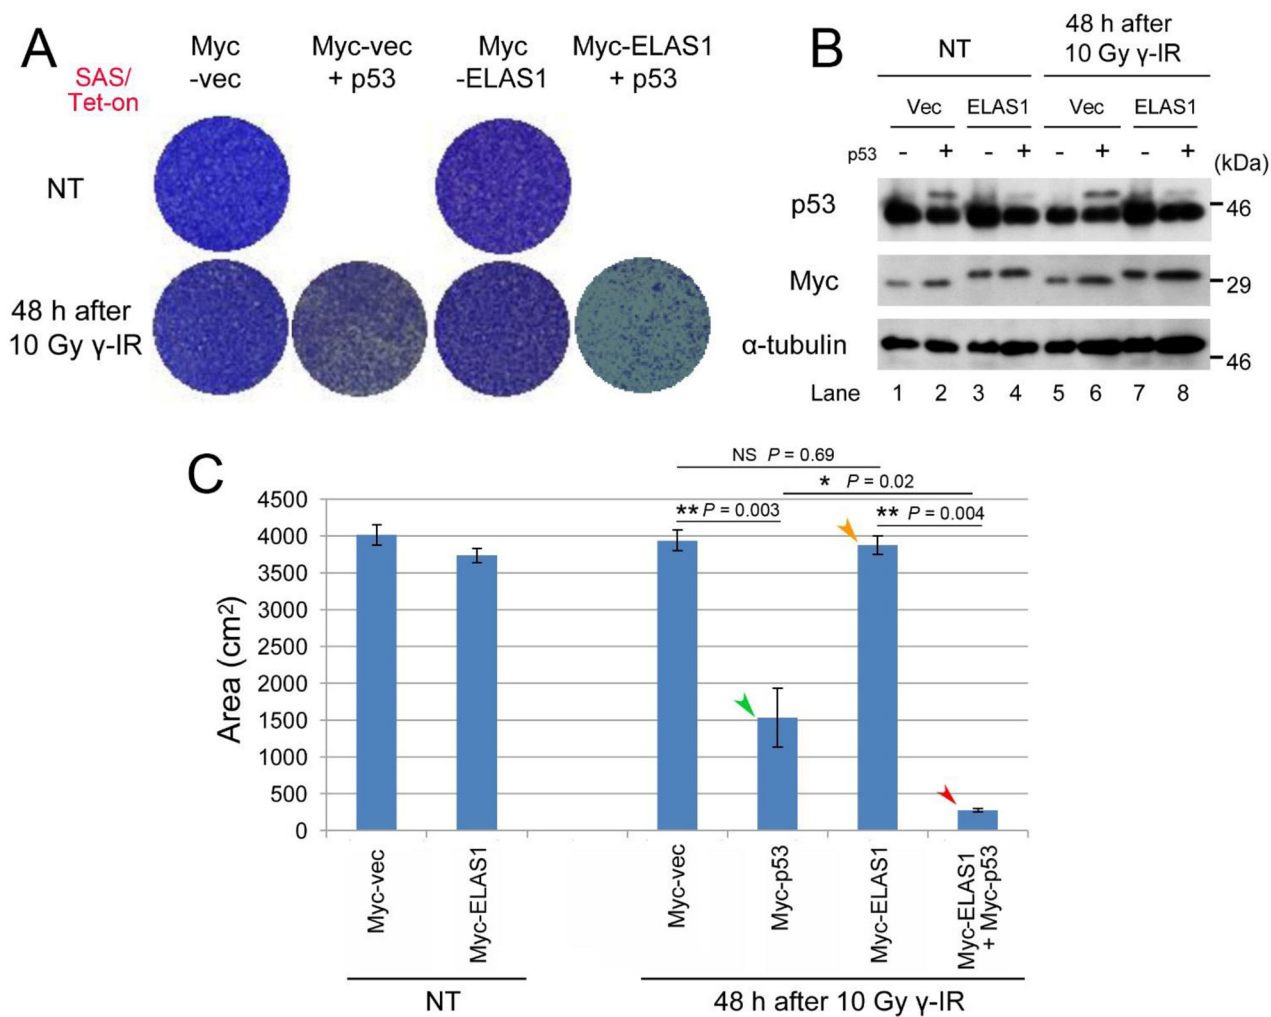 A
SAS/
Tet-on
Myc
-vec
Myc-vec
+ p53
Myc
-ELAS1
Myc-ELAS1
+ p53
NT
48 h after
10 Gy γ-IR
B
NT
48 h after
10 Gy γ-IR
Vec ELAS1 Vec ELAS1
p53 - + - + - + - + (kDa)
p53 46
Myc 29
α-tubulin 46
Lane 1 2 3 4 5 6 7 8
C
NS P = 0.69
* P = 0.02
** P = 0.003
** P = 0.004
Area (cm²)
4500
4000
3500
3000
2500
2000
1500
1000
500
0
Myc-vec
Myc-ELAS1
Myc-vec
Myc-p53
Myc-ELAS1
Myc-ELAS1
+ Myc-p53
NT
48 h after 10 Gy γ-IR